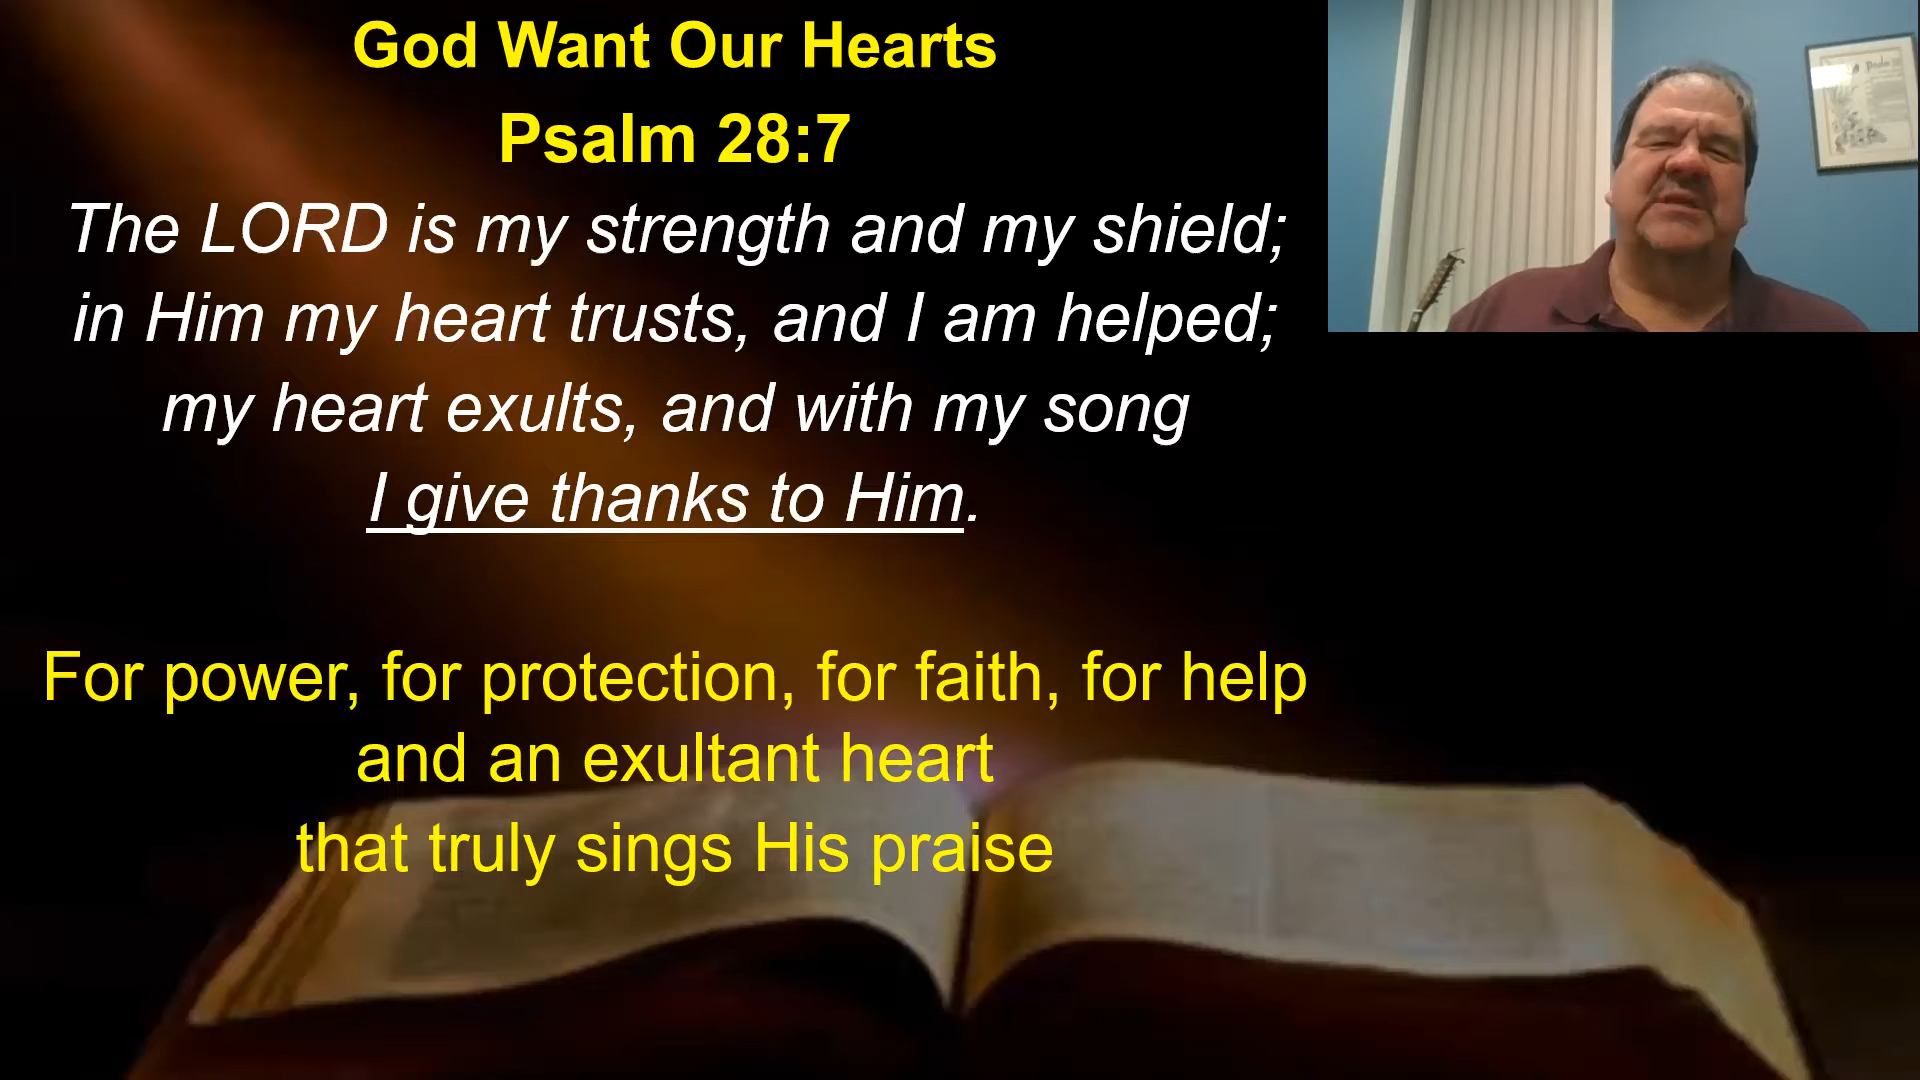 God Want Our Hearts
Psalm 28:7
The LORD is my strength and my shield;
in Him my heart trusts, and I am helped;
my heart exults, and with my song
I give thanks to Him.
For power, for protection, for faith, for help
and an exultant heart
that truly sings His praise
Psalm